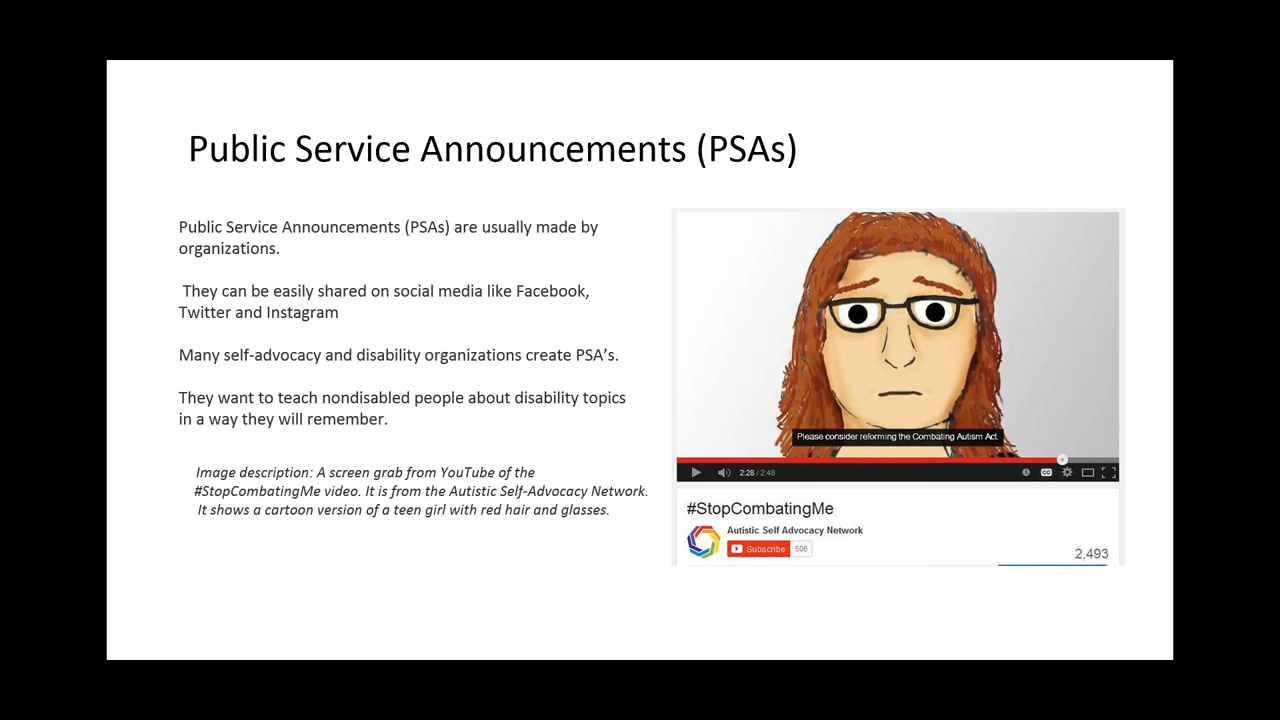 Public Service Announcements (PSAs)
Public Service Announcements (PSAs) are usually made by
organizations.
They can be easily shared on social media like Facebook,
Twitter and Instagram
Many self-advocacy and disability organizations create PSA's.
They want to teach nondisabled people about disability topics
in a way they will remember.
Image description: A screen grab from YouTube of the
#StopCombatingMe video. It is from the Autistic Self-Advocacy Network.
It shows a cartoon version of a teen girl with red hair and glasses.
Please consider reforming the Combating Autism Act.
2:28 / 2:48
CC
#StopCombatingMe
Autistic Self Advocacy Network
Subscribe 506
2,493